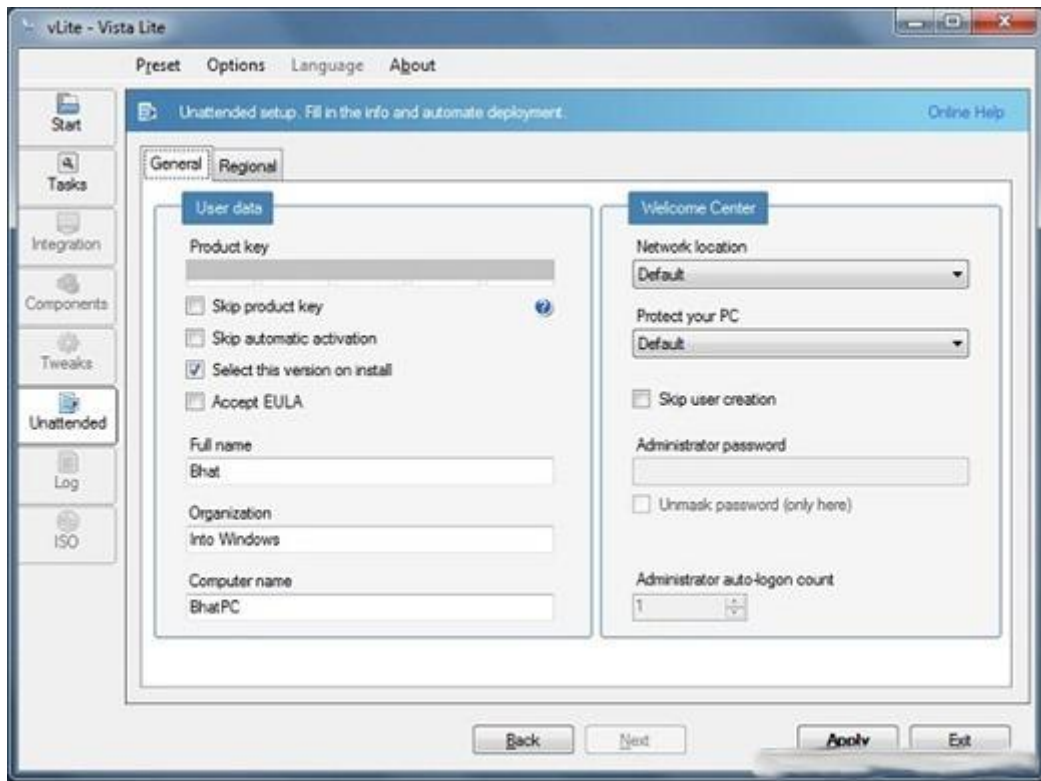 vLite - Vista Lite
Preset Options Language About
Start
Tasks
Integration
Components
Tweaks
Unattended
Log
ISO
Unattended setup. Fill in the info and automate deployment.
Online Help
General Regional
User data
Product key
Skip product key
Skip automatic activation
Select this version on install
Accept EULA
Full name
Bhat
Organization
Into Windows
Computer name
BhatPC
Welcome Center
Network location
Default
Protect your PC
Default
Skip user creation
Administrator password
Unmask password (only here)
Administrator auto-logon count
1
Back Next Apply Exit